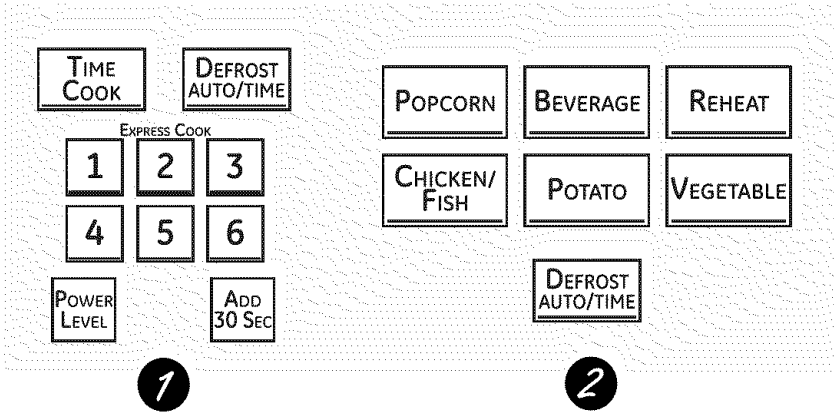 TIME
COOK
DEFROST
AUTO/TIME
EXPRESS COOK
1 2 3
4 5 6
POWER
LEVEL
ADD
30 SEC
1
POPCORN
BEVERAGE
REHEAT
CHICKEN/
FISH
POTATO
VEGETABLE
DEFROST
AUTO/TIME
2